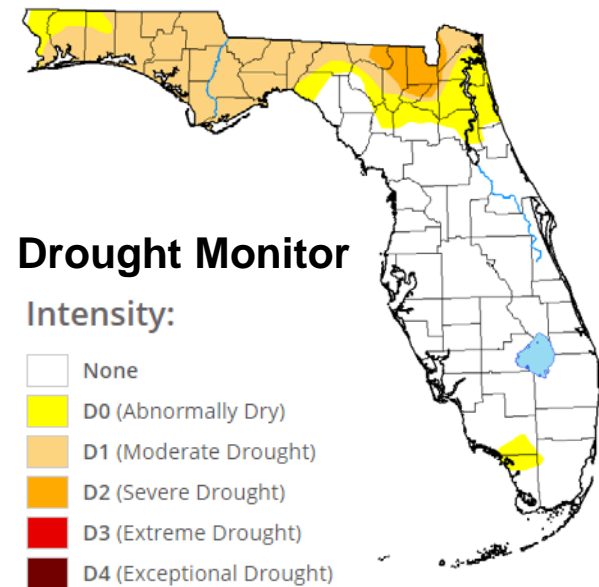 Drought Monitor
Intensity:
None
D0 (Abnormally Dry)
D1 (Moderate Drought)
D2 (Severe Drought)
D3 (Extreme Drought)
D4 (Exceptional Drought)